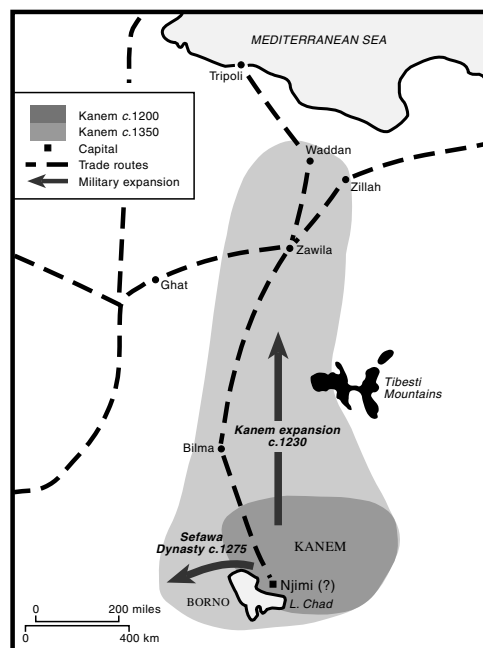 MEDITERRANEAN SEA
Tripoli
Kanem c.1200
Kanem c.1350
Capital
Trade routes
Military expansion
Waddan
Zillah
Zawila
Ghat
Tibesti
Mountains
Kanem expansion
c.1230
Bilma
Sefawa
Dynasty c.1275
KANEM
Njimi (?)
BORNO
L. Chad
0 200 miles
0 400 km